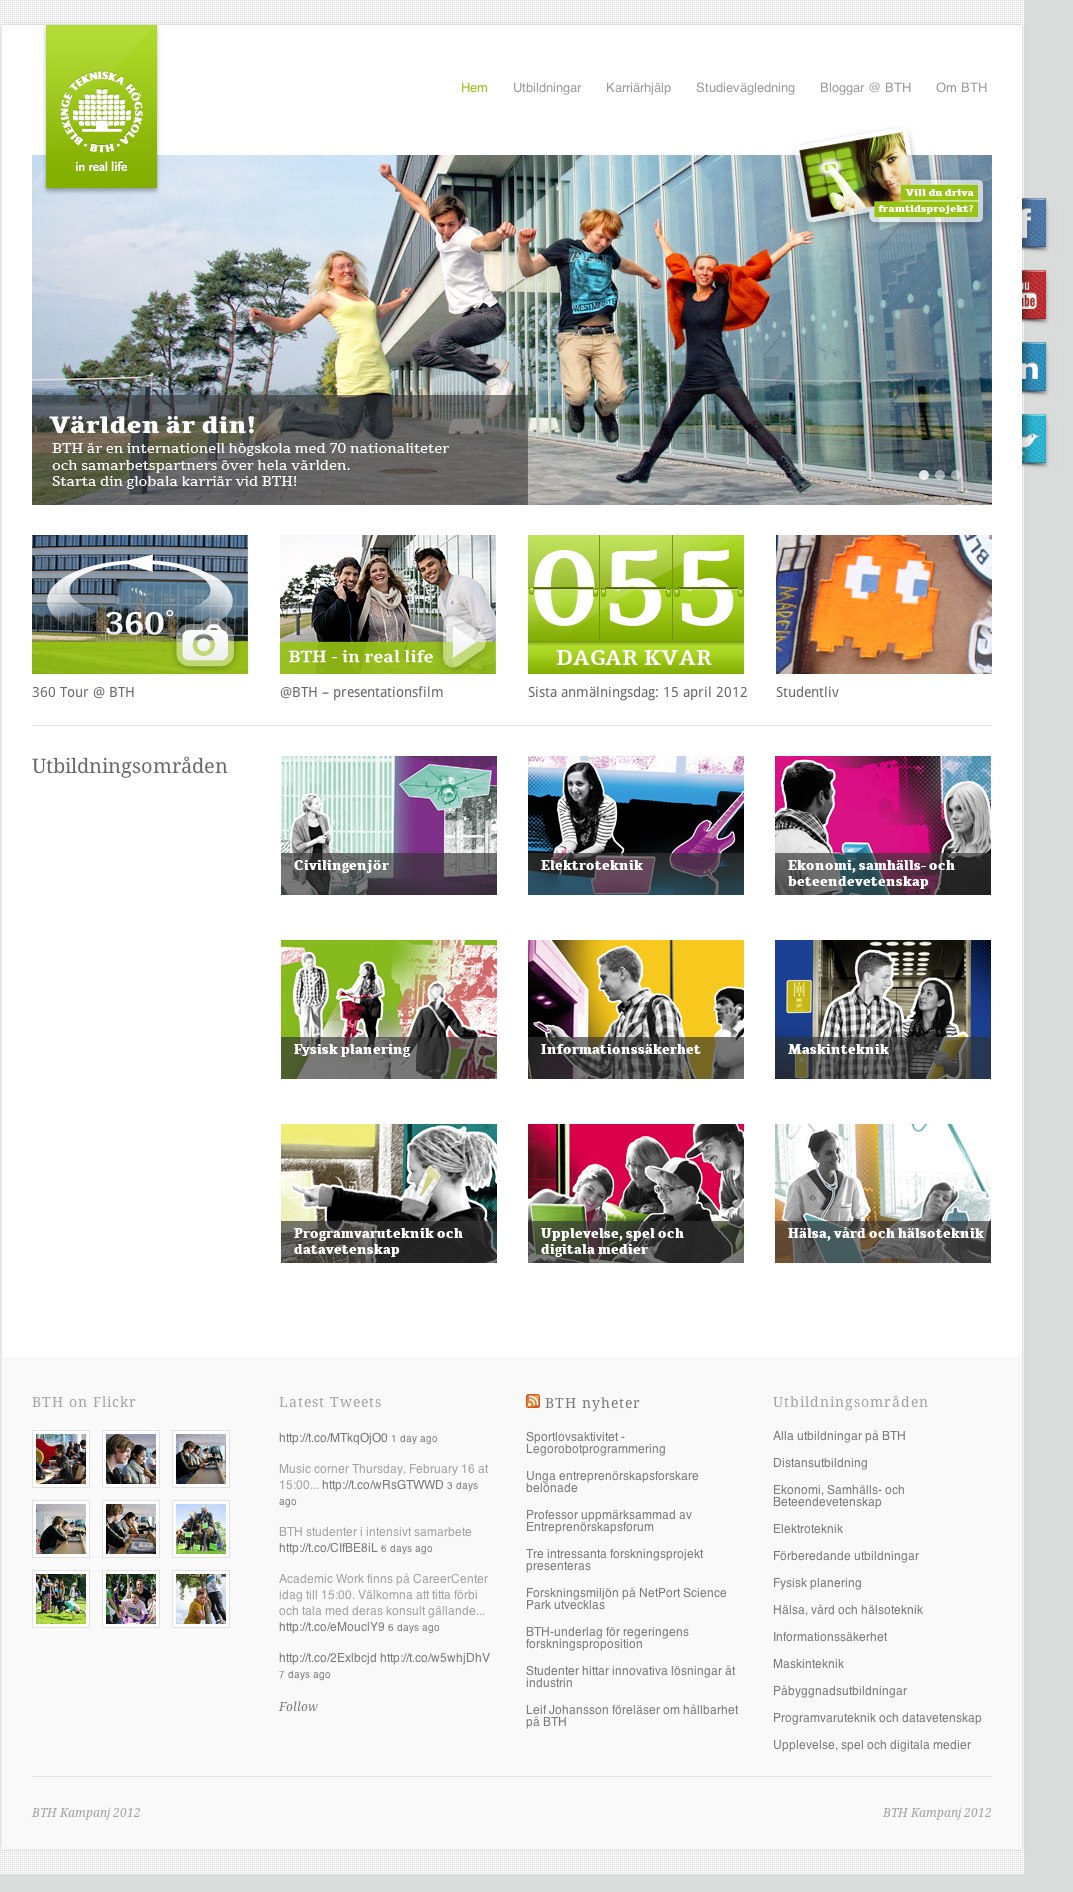 BLEKINGE TEKNISKA HÖGSKOLA
· BTH ·
in real life
Hem Utbildningar Karriärhjälp Studievägledning Bloggar @ BTH Om BTH
Vill du driva
framtidsprojekt?
f
You
Tube
in
Världen är din!
BTH är en internationell högskola med 70 nationaliteter
och samarbetspartners över hela världen.
Starta din globala karriär vid BTH!
360°
BTH - in real life
055
DAGAR KVAR
360 Tour @ BTH
@BTH – presentationsfilm
Sista anmälningsdag: 15 april 2012
Studentliv
Utbildningsområden
Civilingenjör
Elektroteknik
Ekonomi, samhälls- och
beteendevetenskap
Fysisk planering
Informationssäkerhet
Maskinteknik
Programvaruteknik och
datavetenskap
Upplevelse, spel och
digitala medier
Hälsa, vård och hälsoteknik
BTH on Flickr
Latest Tweets
http://t.co/MTkqOjO0 1 day ago
Music corner Thursday, February 16 at
15:00... http://t.co/wRsGTWWD 3 days
ago
BTH studenter i intensivt samarbete
http://t.co/CIfBE8iL 6 days ago
Academic Work finns på CareerCenter
idag till 15:00. Välkomna att titta förbi
och tala med deras konsult gällande...
http://t.co/eMouclY9 6 days ago
http://t.co/2Exlbcjd http://t.co/w5whjDhV
7 days ago
Follow
BTH nyheter
Sportlovsaktivitet -
Legorobotprogrammering
Unga entreprenörskapsforskare
belönade
Professor uppmärksammad av
Entreprenörskapsforum
Tre intressanta forskningsprojekt
presenteras
Forskningsmiljön på NetPort Science
Park utvecklas
BTH-underlag för regeringens
forskningsproposition
Studenter hittar innovativa lösningar åt
industrin
Leif Johansson föreläser om hållbarhet
på BTH
Utbildningsområden
Alla utbildningar på BTH
Distansutbildning
Ekonomi, Samhälls- och
Beteendevetenskap
Elektroteknik
Förberedande utbildningar
Fysisk planering
Hälsa, vård och hälsoteknik
Informationssäkerhet
Maskinteknik
Påbyggnadsutbildningar
Programvaruteknik och datavetenskap
Upplevelse, spel och digitala medier
BTH Kampanj 2012
BTH Kampanj 2012